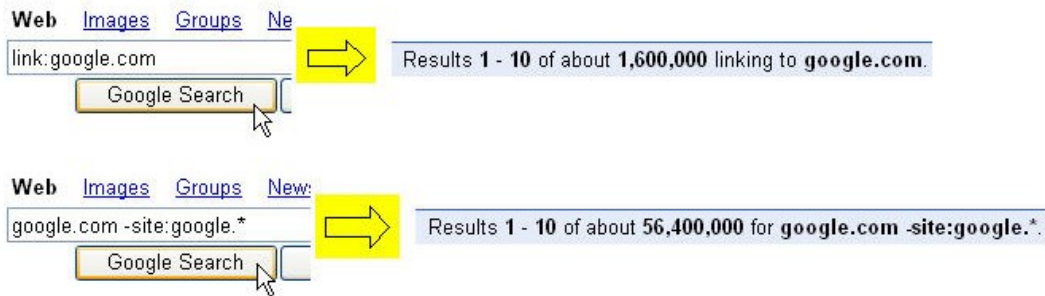 Web Images Groups Ne
link:google.com
Results 1 - 10 of about 1,600,000 linking to google.com.
Google Search
Web Images Groups News
google.com -site:google.*
Results 1 - 10 of about 56,400,000 for google.com -site:google.*.
Google Search